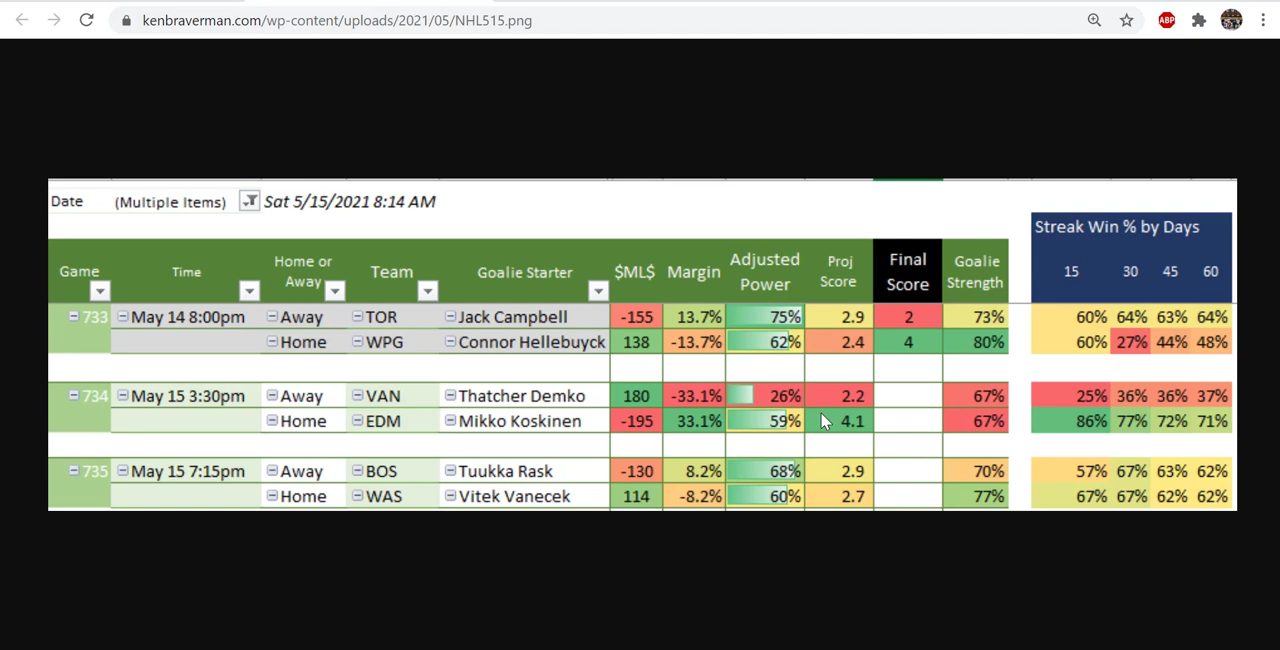 kenbraverman.com/wp-content/uploads/2021/05/NHL515.png
ABP
Date (Multiple Items) Sat 5/15/2021 8:14 AM
Streak Win % by Days
Game Time Home or Away Team Goalie Starter $ML$ Margin Adjusted Power Proj Score Final Score Goalie Strength 15 30 45 60
733 May 14 8:00pm Away TOR Jack Campbell -155 13.7% 75% 2.9 2 73% 60% 64% 63% 64%
Home WPG Connor Hellebuyck 138 -13.7% 62% 2.4 4 80% 60% 27% 44% 48%
734 May 15 3:30pm Away VAN Thatcher Demko 180 -33.1% 26% 2.2 67% 25% 36% 36% 37%
Home EDM Mikko Koskinen -195 33.1% 59% 4.1 67% 86% 77% 72% 71%
735 May 15 7:15pm Away BOS Tuukka Rask -130 8.2% 68% 2.9 70% 57% 67% 63% 62%
Home WAS Vitek Vanecek 114 -8.2% 60% 2.7 77% 67% 67% 62% 62%